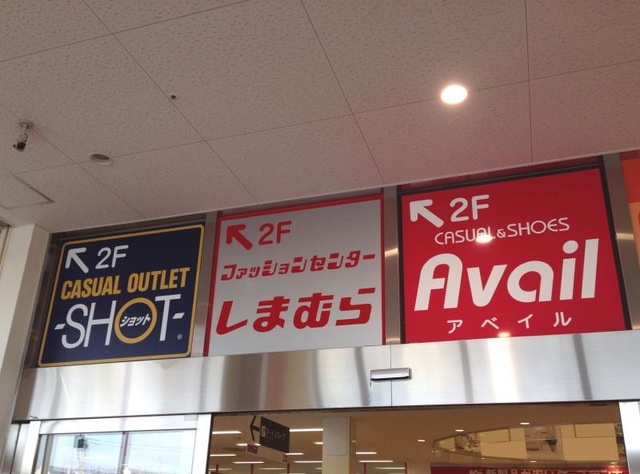 2F
CASUAL OUTLET
-SHOT-
ショット
2F
ファッションセンター
しまむら
2F
CASUAL & SHOES
Avail
アベイル